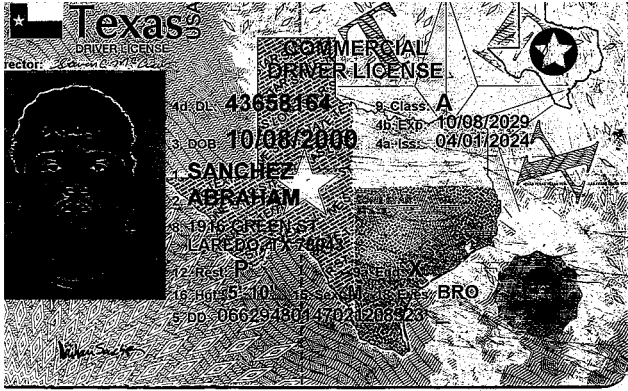 Texas USA
DRIVER LICENSE
COMMERCIAL
DRIVER LICENSE
rector:
4d. DL: 43658164 9. Class: A
4b. Exp: 10/08/2029
3. DOB: 10/08/2000 4a. Iss: 04/01/2024
1. SANCHEZ
2. ABRAHAM
8. 1916 GREEN ST
LAREDO, TX 78043
12. Rest: P 9a. End: X
16. Hgt: 5'-10" 15. Sex: M 18. Eyes: BRO
5. DD: